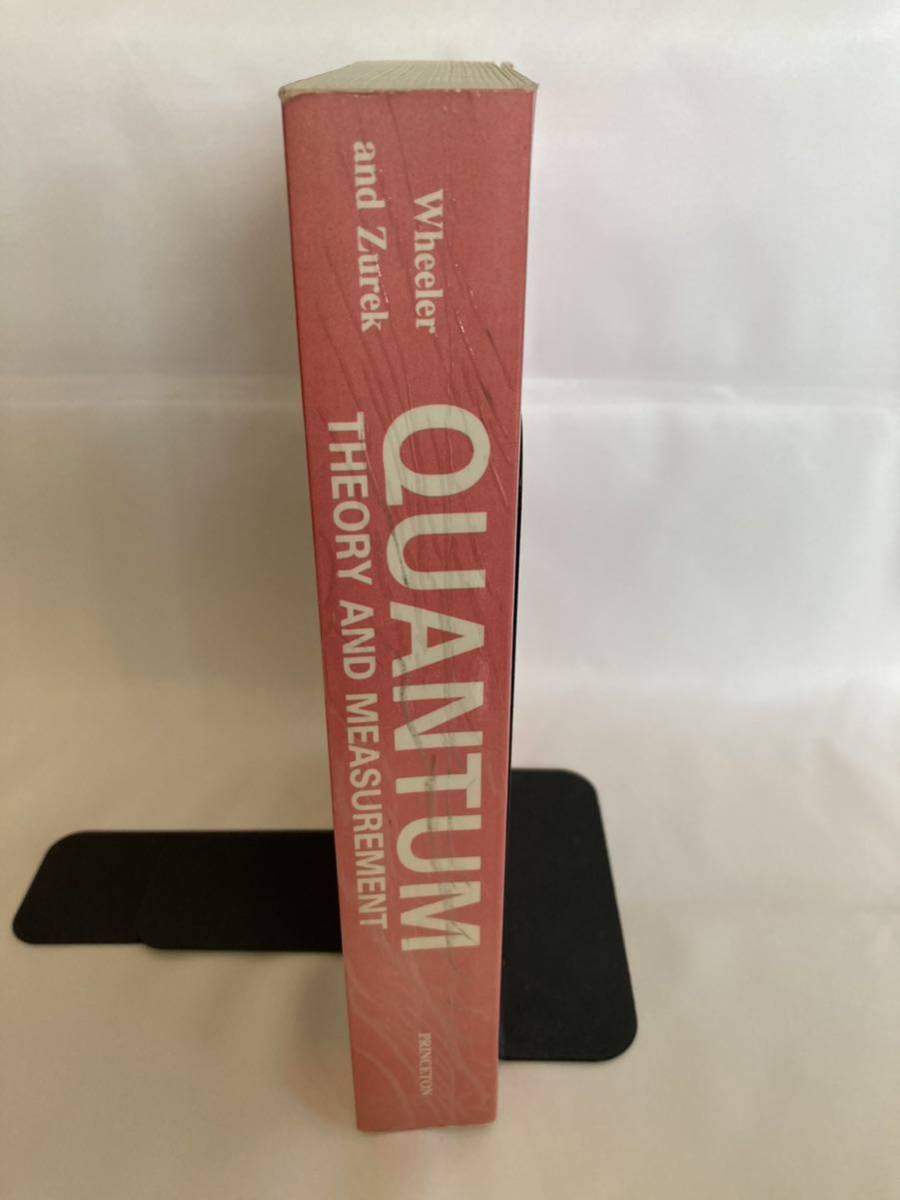 Wheeler
and Zurek
QUANTUM
THEORY AND MEASUREMENT
PRINCETON